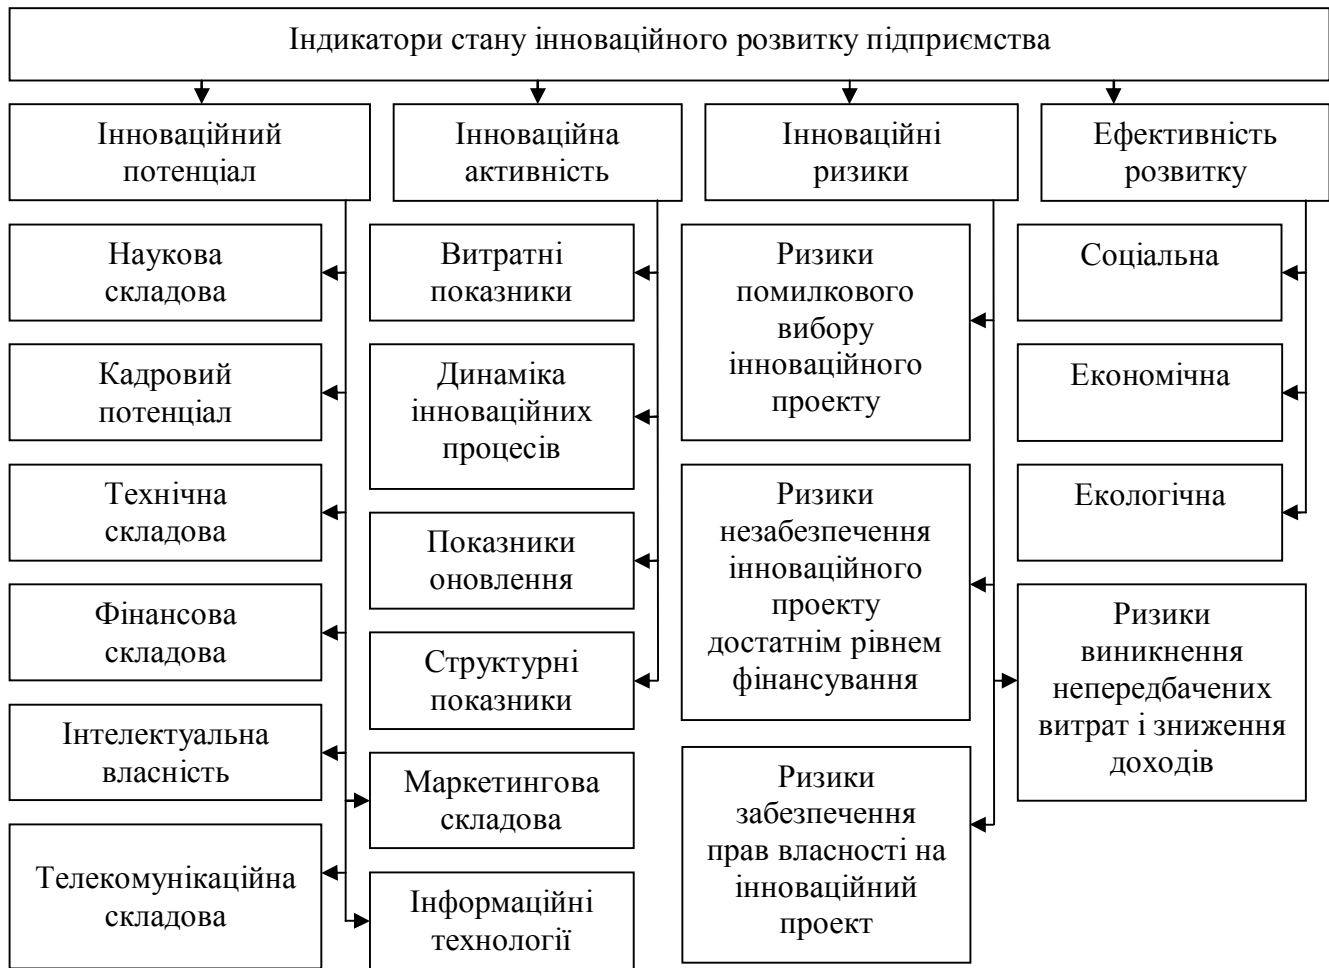 Індикатори стану інноваційного розвитку підприємства
Інноваційний
потенціал
Інноваційна
активність
Інноваційні
ризики
Ефективність
розвитку
Наукова
складова
Кадровий
потенціал
Технічна
складова
Фінансова
складова
Інтелектуальна
власність
Телекомунікаційна
складова
Витратні
показники
Динаміка
інноваційних
процесів
Показники
оновлення
Структурні
показники
Маркетингова
складова
Інформаційні
технології
Ризики
помилкового
вибору
інноваційного
проекту
Ризики
незабезпечення
інноваційного
проекту
достатнім рівнем
фінансування
Ризики
забезпечення
прав власності на
інноваційний
проект
Соціальна
Економічна
Екологічна
Ризики
виникнення
непередбачених
витрат і зниження
доходів